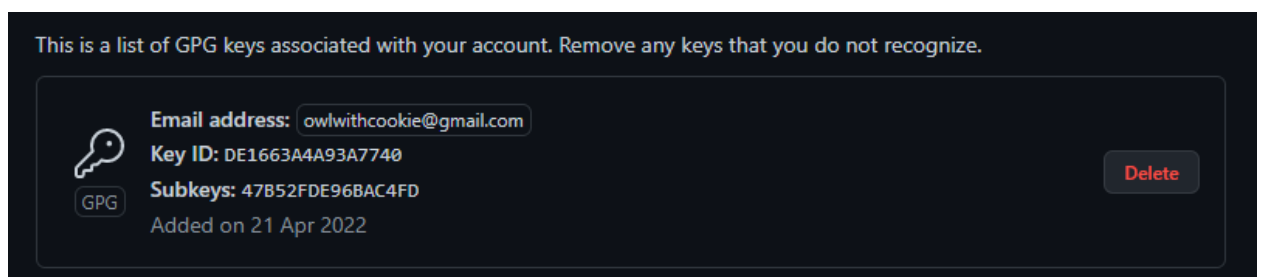 This is a list of GPG keys associated with your account. Remove any keys that you do not recognize.
Email address: owlwithcookie@gmail.com
Key ID: DE1663A4A93A7740
Subkeys: 47B52FDE96BAC4FD
Added on 21 Apr 2022
GPG
Delete